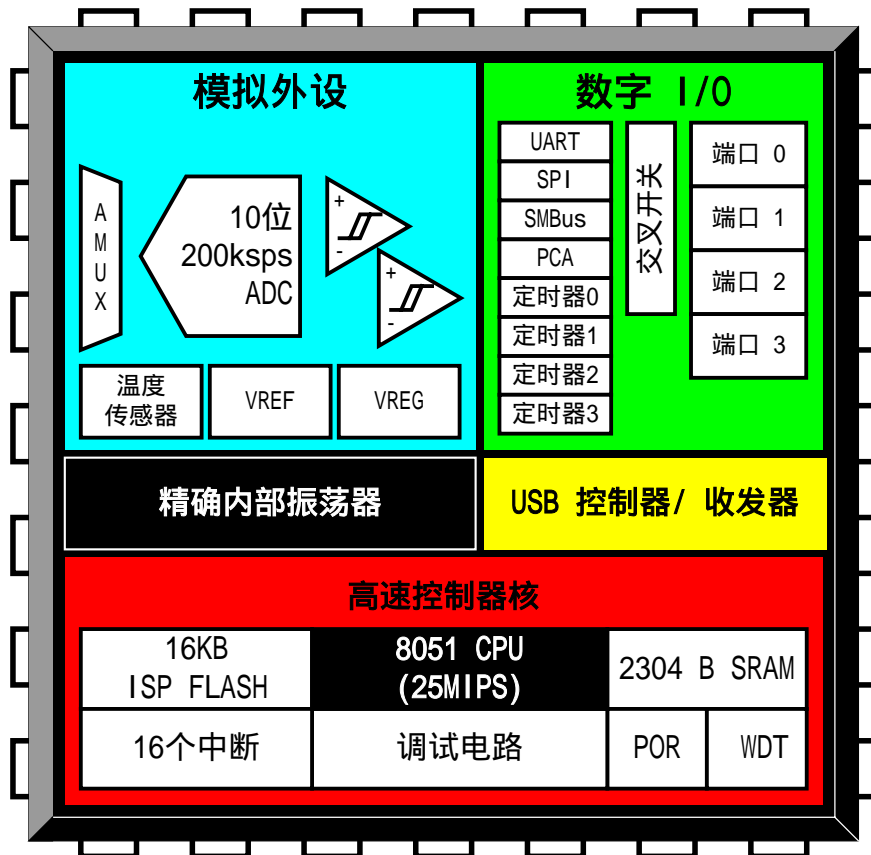 模拟外设
A
M
U
X
10位
200ksps
ADC
+
-
+
-
温度
传感器
VREF
VREG
数字 I/O
UART
SPI
SMBus
PCA
定时器0
定时器1
定时器2
定时器3
交叉开关
端口 0
端口 1
端口 2
端口 3
精确内部振荡器
USB 控制器/ 收发器
高速控制器核
16KB
ISP FLASH
8051 CPU
(25MIPS)
2304 B SRAM
16个中断
调试电路
POR
WDT